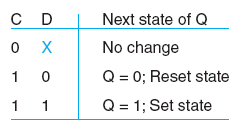 C D Next state of Q
0 X No change
1 0 Q = 0; Reset state
1 1 Q = 1; Set state